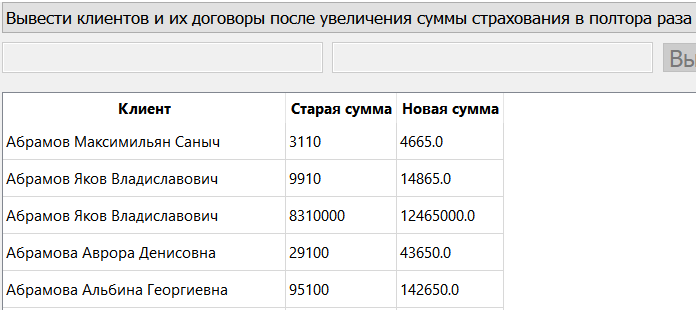 Вывести клиентов и их договоры после увеличения суммы страхования в полтора раза
Вы
Клиент Старая сумма Новая сумма
Абрамов Максимильян Саныч 3110 4665.0
Абрамов Яков Владиславович 9910 14865.0
Абрамов Яков Владиславович 8310000 12465000.0
Абрамова Аврора Денисовна 29100 43650.0
Абрамова Альбина Георгиевна 95100 142650.0